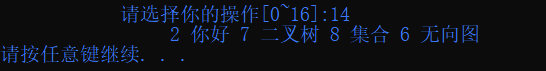 请选择你的操作[0~16]:14
2 你好 7 二叉树 8 集合 6 无向图
请按任意键继续. . .